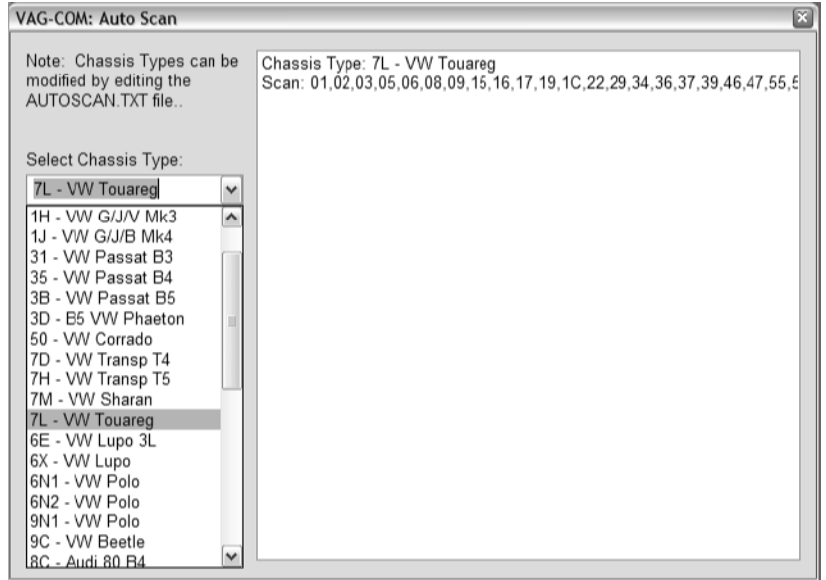 VAG-COM: Auto Scan
Note: Chassis Types can be
modified by editing the
AUTOSCAN.TXT file..
Select Chassis Type:
7L - VW Touareg
1H - VW G/J/V Mk3
1J - VW G/J/B Mk4
31 - VW Passat B3
35 - VW Passat B4
3B - VW Passat B5
3D - B5 VW Phaeton
50 - VW Corrado
7D - VW Transp T4
7H - VW Transp T5
7M - VW Sharan
7L - VW Touareg
6E - VW Lupo 3L
6X - VW Lupo
6N1 - VW Polo
6N2 - VW Polo
9N1 - VW Polo
9C - VW Beetle
8C - Audi 80 B4
Chassis Type: 7L - VW Touareg
Scan: 01,02,03,05,06,08,09,15,16,17,19,1C,22,29,34,36,37,39,46,47,55,